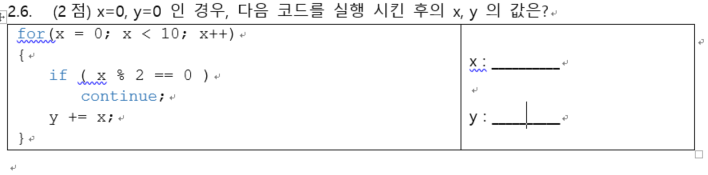 2.6. (2 점) x=0, y=0 인 경우, 다음 코드를 실행 시킨 후의 x, y 의 값은?
for(x = 0; x < 10; x++)
{
if ( x % 2 == 0 )
continue;
y += x;
}
x : ________
y : ________